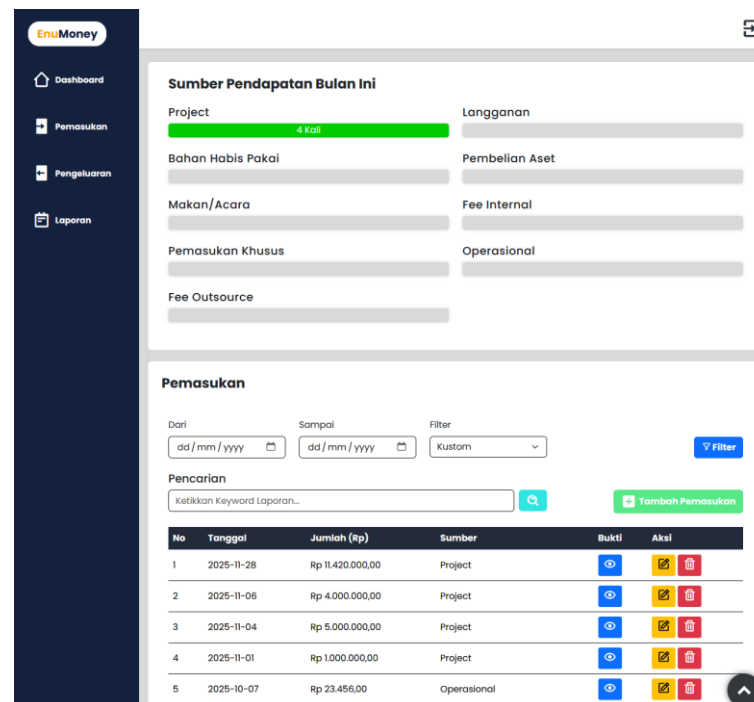 EnuMoney
Dashboard
Pemasukan
Pengeluaran
Laporan
Sumber Pendapatan Bulan Ini
Project
Langganan
4 Kali
Bahan Habis Pakai
Pembelian Aset
Makan/Acara
Fee Internal
Pemasukan Khusus
Operasional
Fee Outsource
Pemasukan
Dari
Sampai
Filter
dd/mm/yyyy
dd/mm/yyyy
Kustom
Filter
Pencarian
Ketikkan Keyword Laporan...
Tambah Pemasukan
No Tanggal Jumlah (Rp) Sumber Bukti Aksi
1 2025-11-28 Rp 11.420.000,00 Project
2 2025-11-06 Rp 4.000.000,00 Project
3 2025-11-04 Rp 5.000.000,00 Project
4 2025-11-01 Rp 1.000.000,00 Project
5 2025-10-07 Rp 23.456,00 Operasional